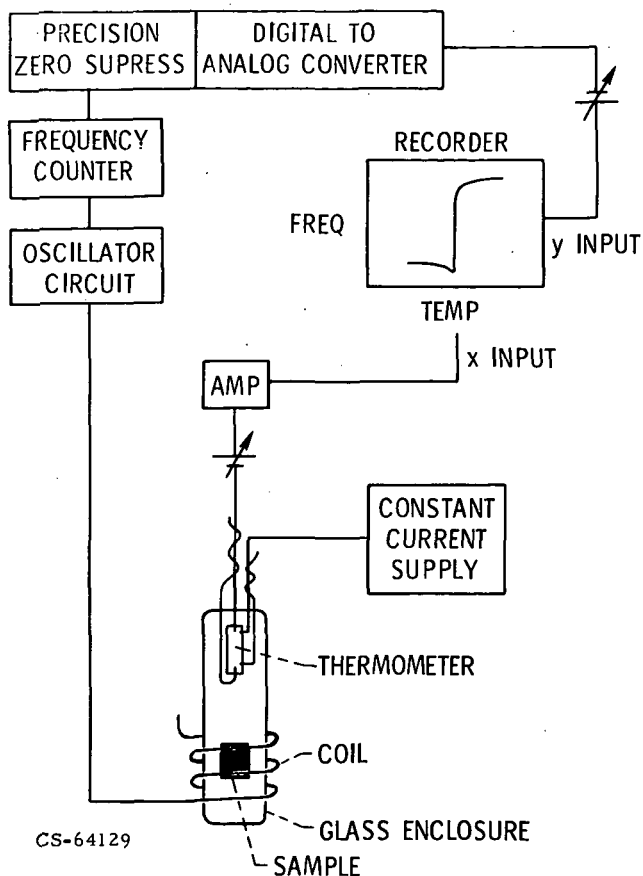 PRECISION
ZERO SUPRESS
DIGITAL TO
ANALOG CONVERTER
FREQUENCY
COUNTER
OSCILLATOR
CIRCUIT
RECORDER
FREQ
y INPUT
TEMP
x INPUT
AMP
CONSTANT
CURRENT
SUPPLY
THERMOMETER
COIL
GLASS ENCLOSURE
CS-64129
SAMPLE